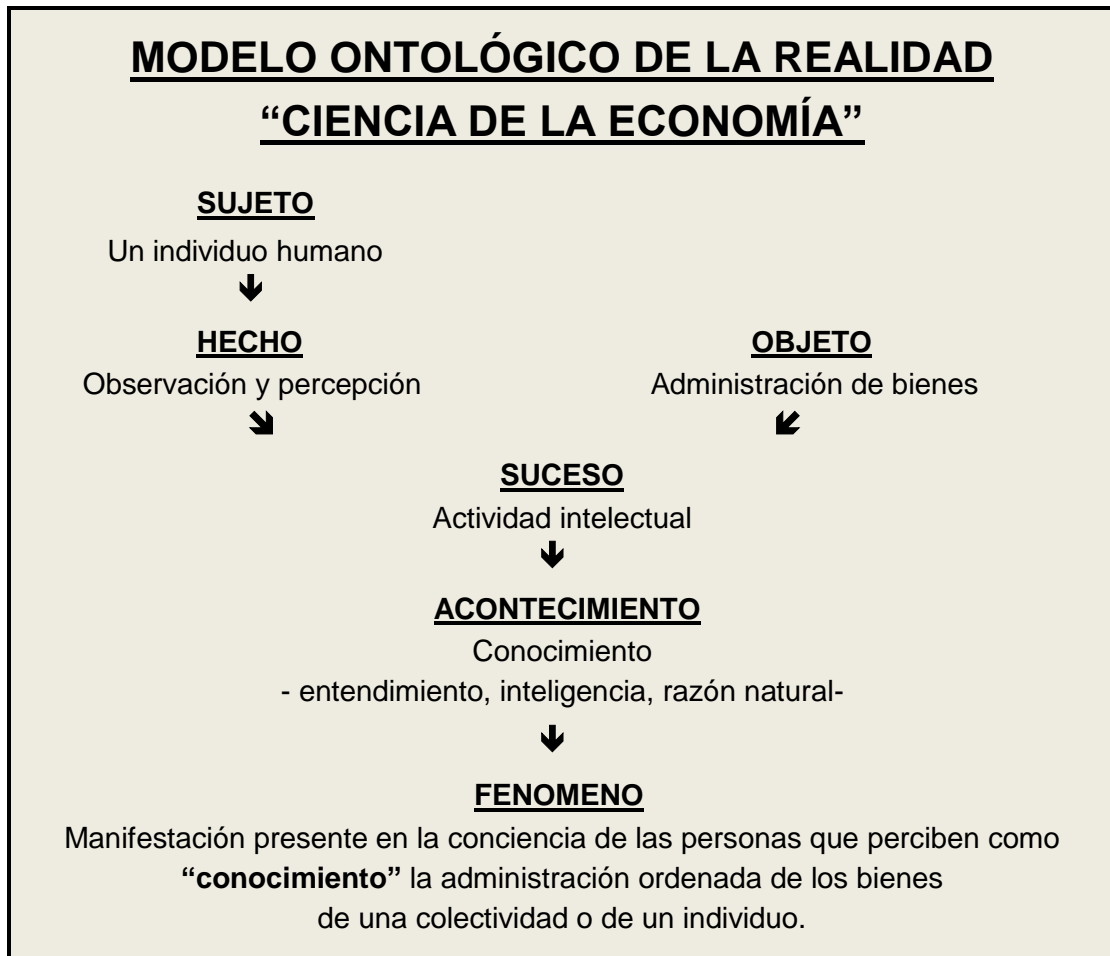 MODELO ONTOLÓGICO DE LA REALIDAD
“CIENCIA DE LA ECONOMÍA”
SUJETO
Un individuo humano
HECHO
Observación y percepción
OBJETO
Administración de bienes
SUCESO
Actividad intelectual
ACONTECIMIENTO
Conocimiento
- entendimiento, inteligencia, razón natural-
FENOMENO
Manifestación presente en la conciencia de las personas que perciben como
“conocimiento” la administración ordenada de los bienes
de una colectividad o de un individuo.